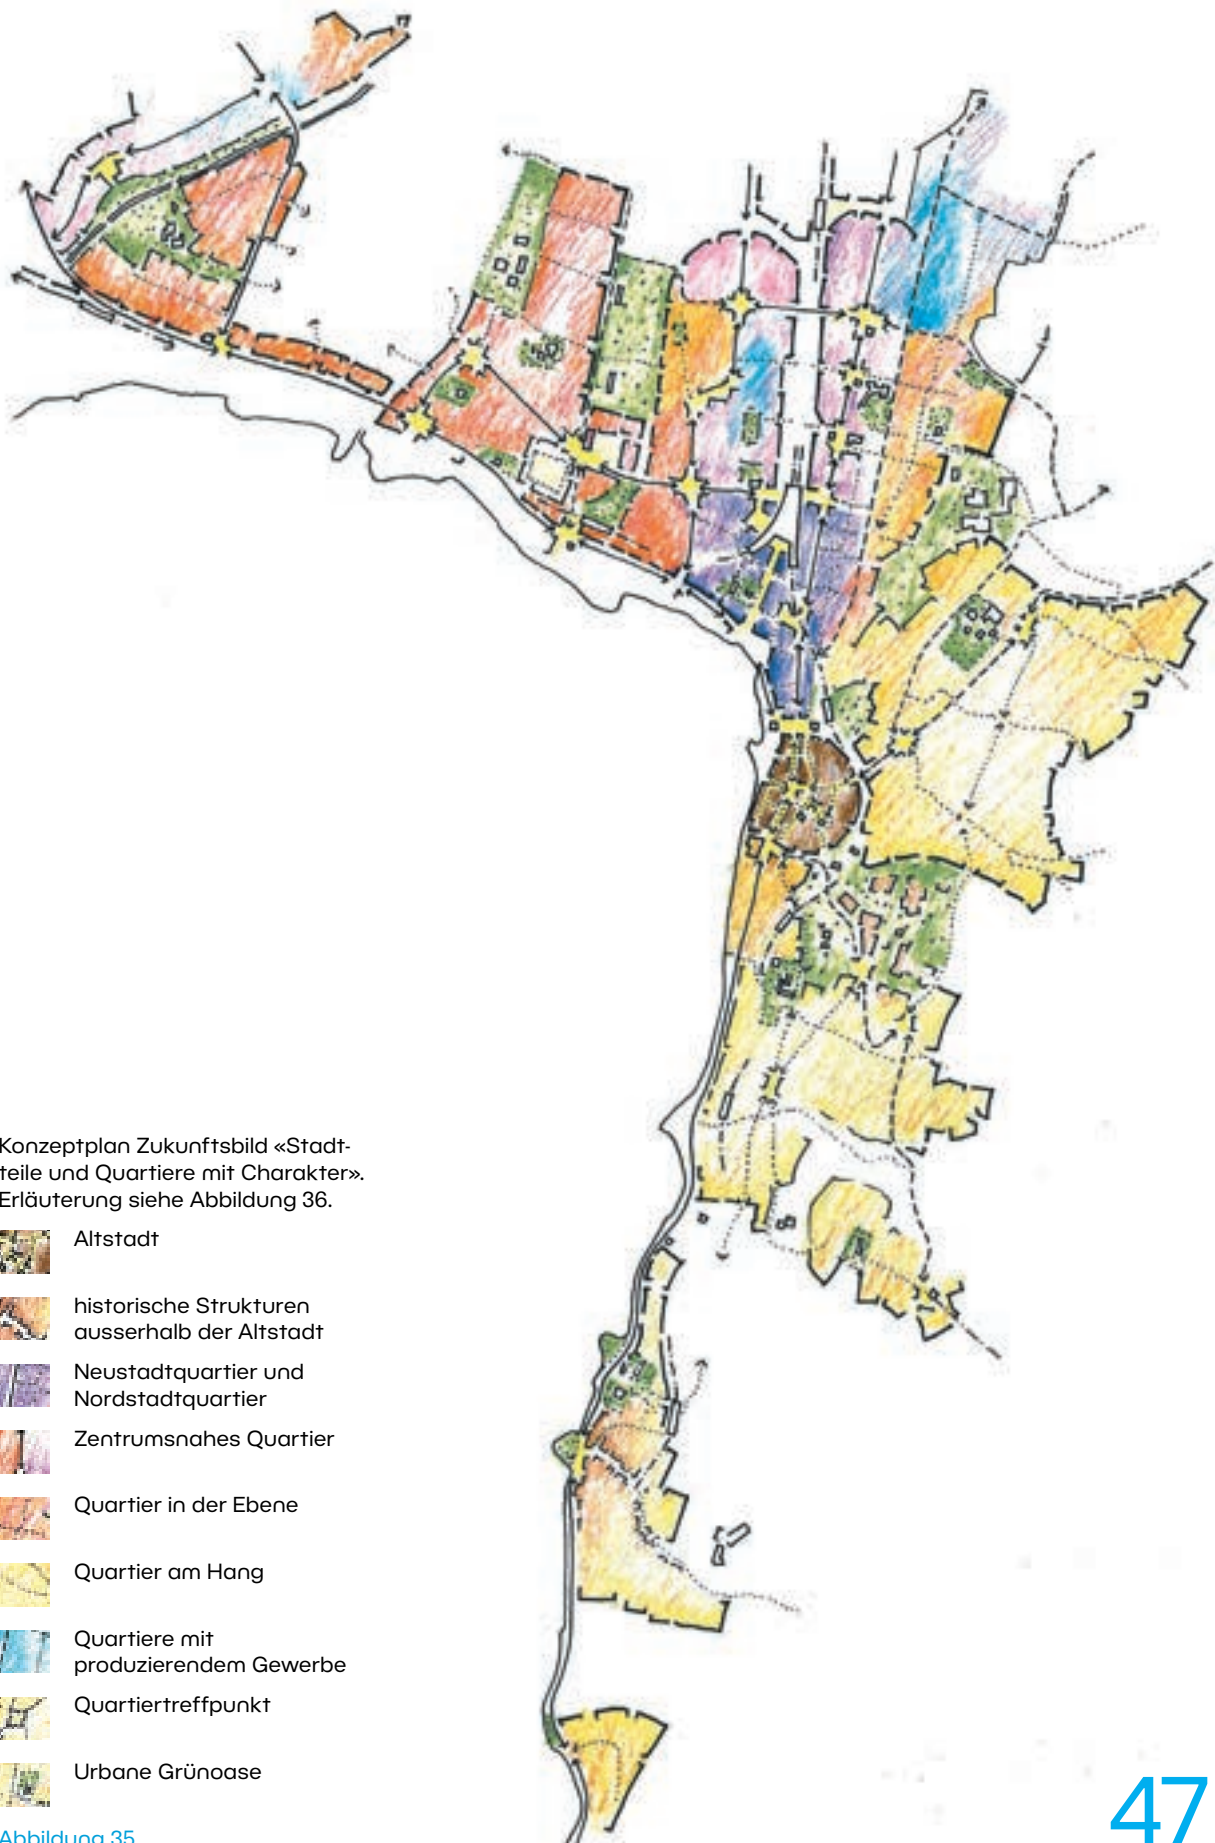 Konzeptplan Zukunftsbild «Stadt-
teile und Quartiere mit Charakter».
Erläuterung siehe Abbildung 36.
Altstadt
historische Strukturen
ausserhalb der Altstadt
Neustadtquartier und
Nordstadtquartier
Zentrumsnahes Quartier
Quartier in der Ebene
Quartier am Hang
Quartiere mit
produzierendem Gewerbe
Quartiertreffpunkt
Urbane Grünoase
Abbildung 35
47